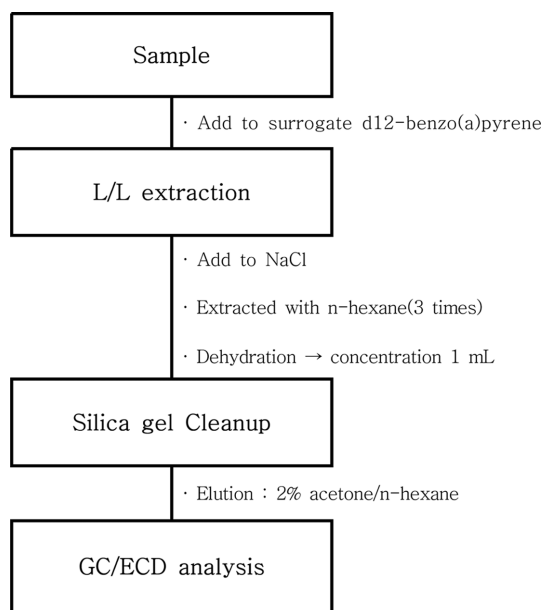 Sample
· Add to surrogate d12-benzo(a)pyrene
L/L extraction
· Add to NaCl
· Extracted with n-hexane(3 times)
· Dehydration → concentration 1 mL
Silica gel Cleanup
· Elution : 2% acetone/n-hexane
GC/ECD analysis